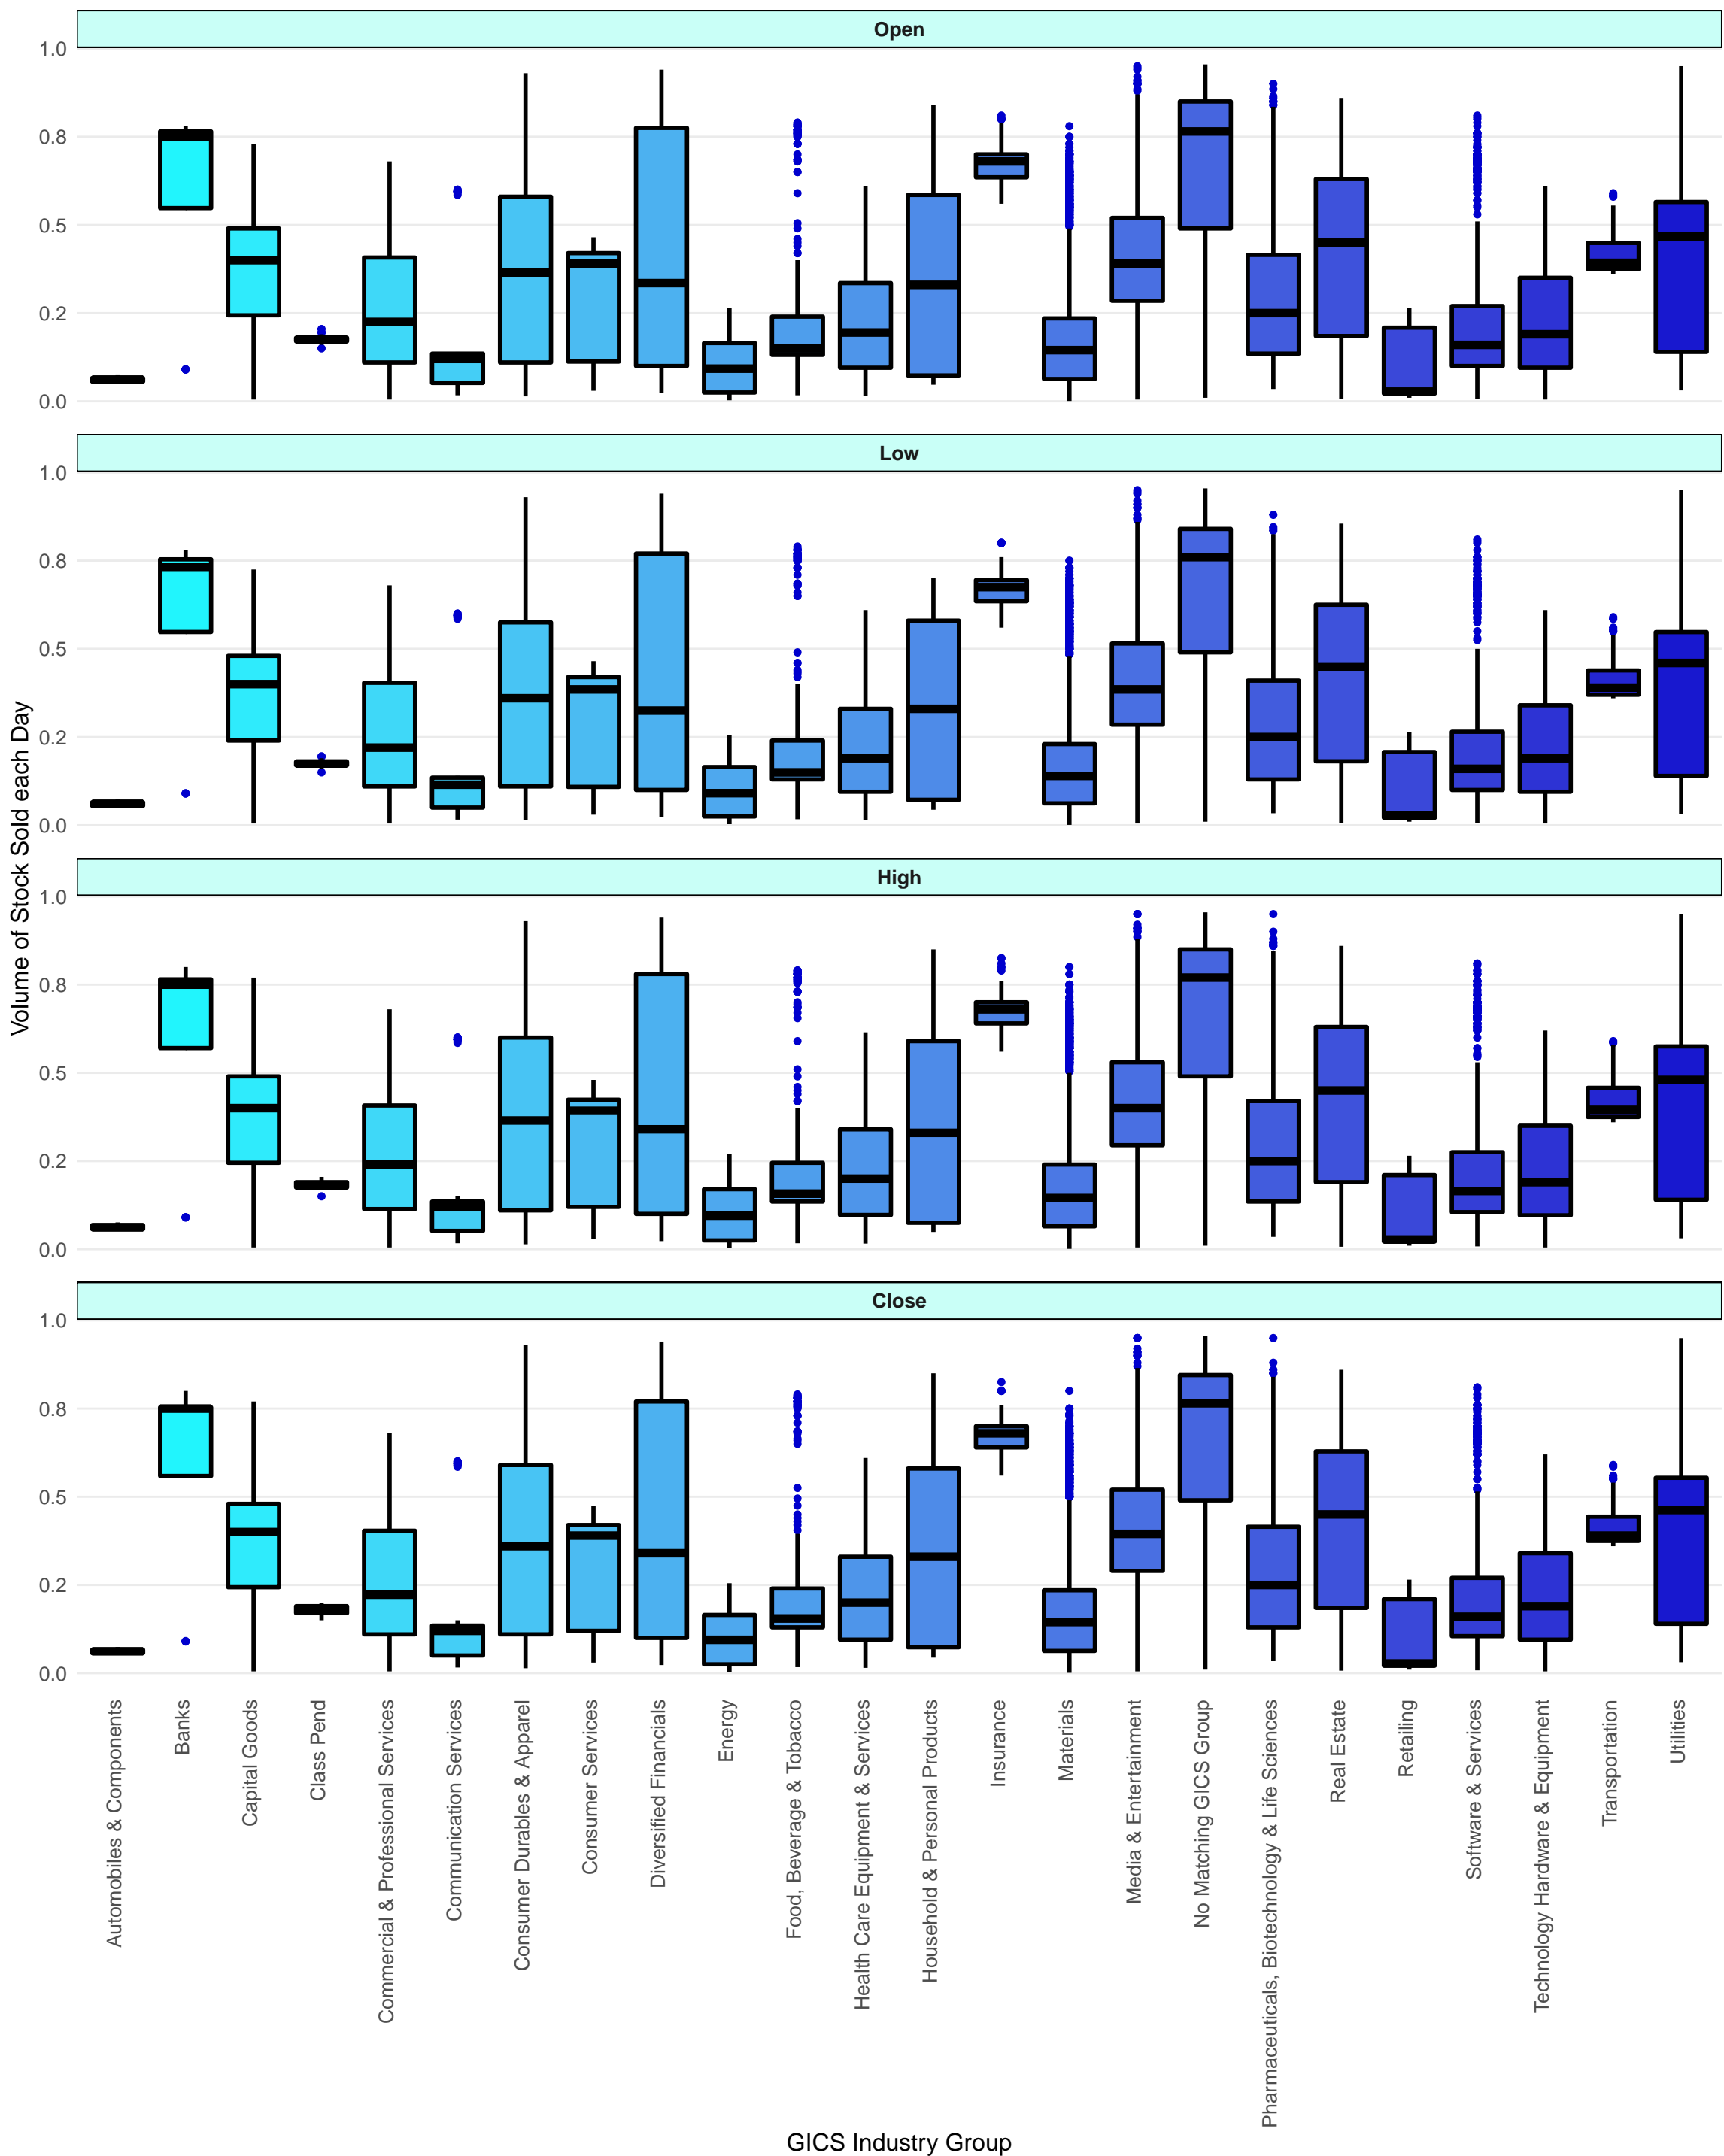 Open
1.0
0.8
0.5
0.2
0.0
Low
1.0
0.8
0.5
0.2
0.0
High
1.0
0.8
0.5
0.2
0.0
Close
1.0
0.8
0.5
0.2
0.0
Volume of Stock Sold each Day
Automobiles & Components
Banks
Capital Goods
Class Pend
Commercial & Professional Services
Communication Services
Consumer Durables & Apparel
Consumer Services
Diversified Financials
Energy
Food, Beverage & Tobacco
Health Care Equipment & Services
Household & Personal Products
Insurance
Materials
Media & Entertainment
No Matching GICS Group
Pharmaceuticals, Biotechnology & Life Sciences
Real Estate
Retailing
Software & Services
Technology Hardware & Equipment
Transportation
Utilities
GICS Industry Group